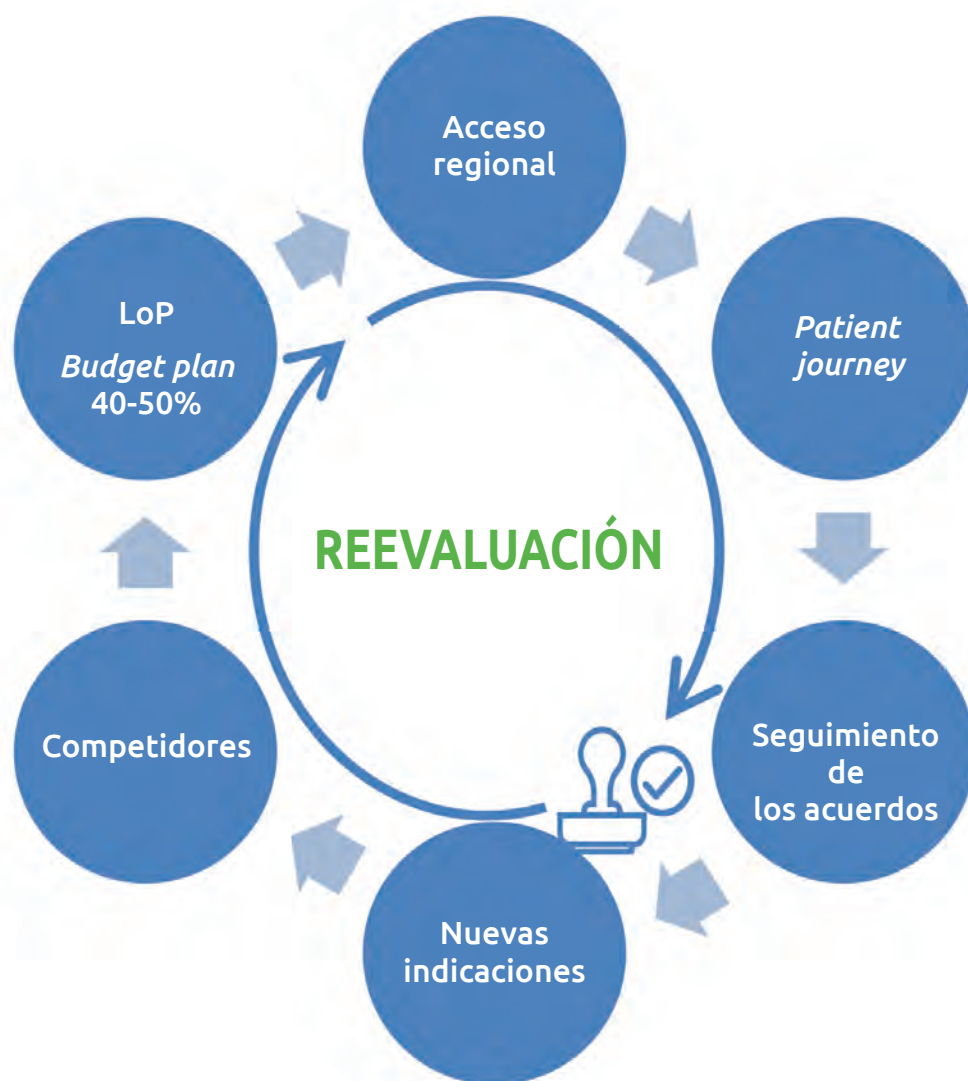 Acceso
regional
Patient
journey
Seguimiento
de
los acuerdos
Nuevas
indicaciones
Competidores
LoP
Budget plan
40-50%
REEVALUACIÓN